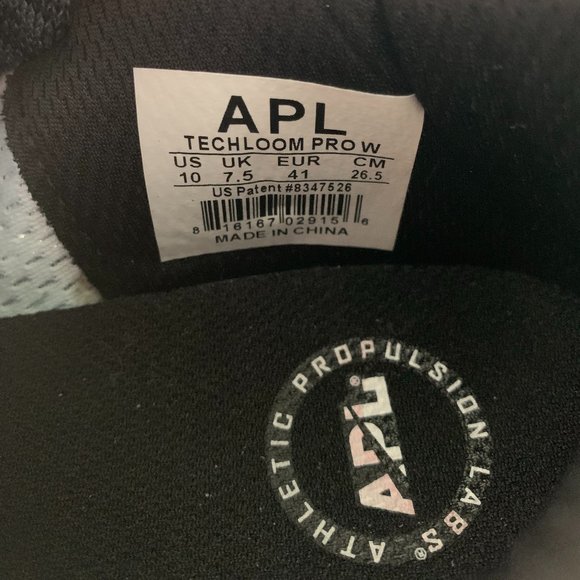 APL
TECHLOOM PRO W
US UK EUR CM
10 7.5 41 26.5
US Patent #8347526
8 16167 02915 6
MADE IN CHINA
ATHLETIC PROPULSION LABS®
APL®